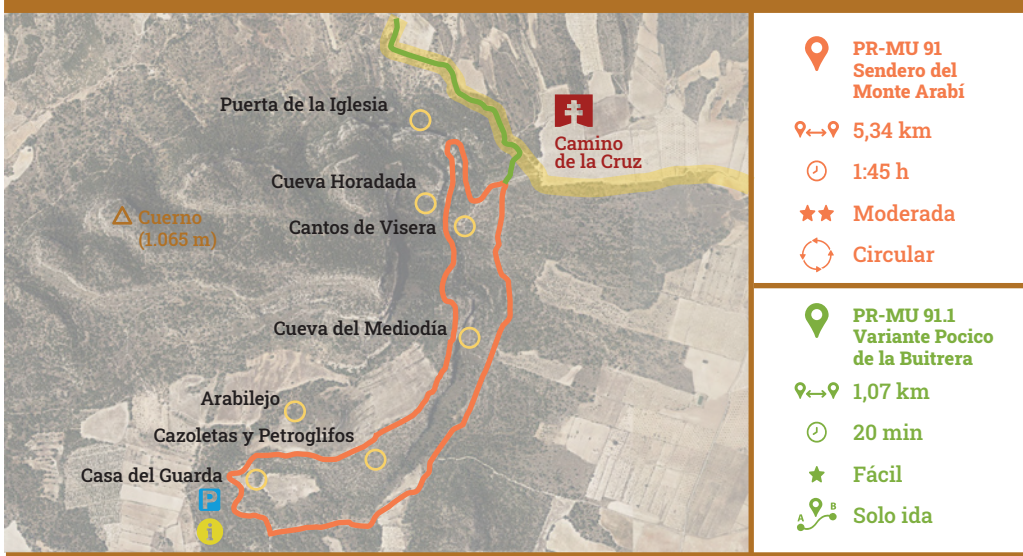 Puerta de la Iglesia
Camino
de la Cruz
Cueva Horadada
Cantos de Visera
Cuerno
(1.065 m)
Cueva del Mediodía
Arabilejo
Cazoletas y Petroglifos
Casa del Guarda
P
i
PR-MU 91
Sendero del
Monte Arabí
5,34 km
1:45 h
Moderada
Circular
PR-MU 91.1
Variante Pocico
de la Buitrera
1,07 km
20 min
Fácil
A B
Solo ida